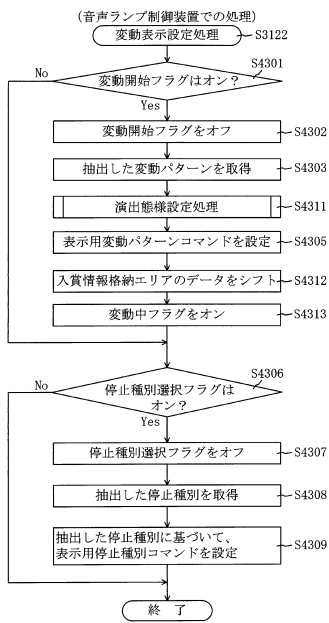 (音声ランプ制御装置での処理)
変動表示設定処理
S3122
S4301
No
変動開始フラグはオン?
Yes
変動開始フラグをオフ
S4302
抽出した変動パターンを取得
S4303
演出態様設定処理
S4311
表示用変動パターンコマンドを設定
S4305
入賞情報格納エリアのデータをシフト
S4312
変動中フラグをオン
S4313
S4306
No
停止種別選択フラグは
オン?
Yes
停止種別選択フラグをオフ
S4307
抽出した停止種別を取得
S4308
抽出した停止種別に基づいて、
表示用停止種別コマンドを設定
S4309
終 了